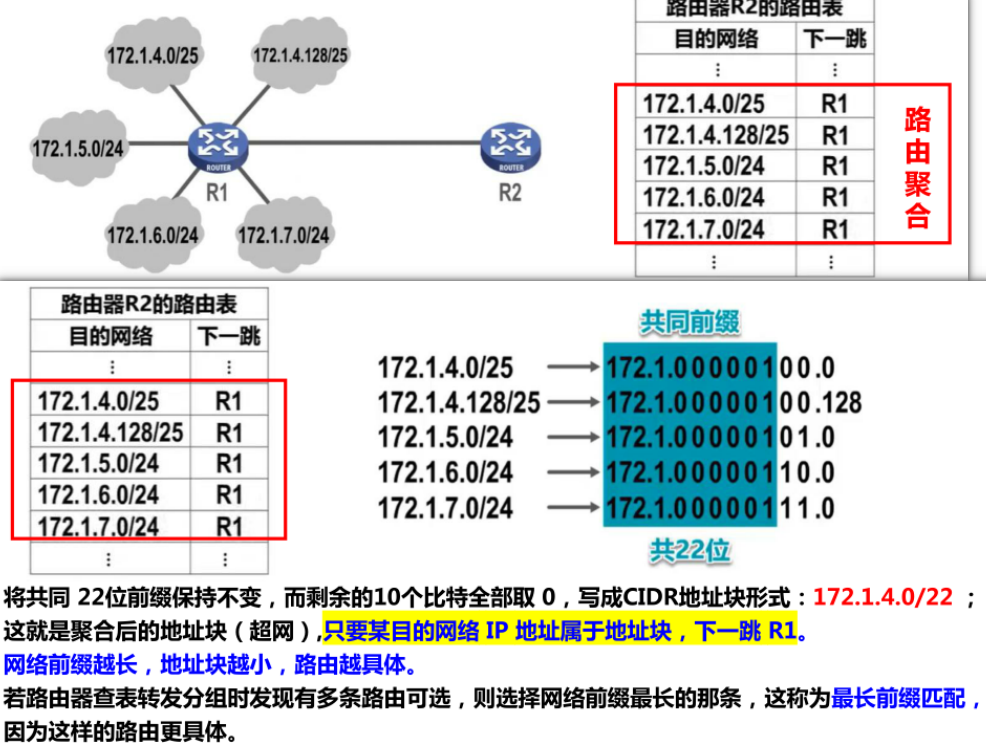 路由器R2的路由表
目的网络 下一跳
⋮ ⋮
172.1.4.0/25 R1
172.1.4.128/25 R1
172.1.5.0/24 R1
172.1.6.0/24 R1
172.1.7.0/24 R1
⋮ ⋮
路由聚合
172.1.4.0/25
172.1.4.128/25
172.1.5.0/24
172.1.6.0/24
172.1.7.0/24
ROUTER
R1
ROUTER
R2
路由器R2的路由表
目的网络 下一跳
⋮ ⋮
172.1.4.0/25 R1
172.1.4.128/25 R1
172.1.5.0/24 R1
172.1.6.0/24 R1
172.1.7.0/24 R1
⋮ ⋮
共同前缀
172.1.4.0/25 172.1.00000100.0
172.1.4.128/25 172.1.00000100.128
172.1.5.0/24 172.1.00000101.0
172.1.6.0/24 172.1.00000110.0
172.1.7.0/24 172.1.00000111.0
共22位
将共同 22位前缀保持不变，而剩余的10个比特全部取 0，写成CIDR地址块形式：172.1.4.0/22 ；
这就是聚合后的地址块（超网）,只要某目的网络 IP 地址属于地址块，下一跳 R1。
网络前缀越长，地址块越小，路由越具体。
若路由器查表转发分组时发现有多条路由可选，则选择网络前缀最长的那条，这称为最长前缀匹配，
因为这样的路由更具体。